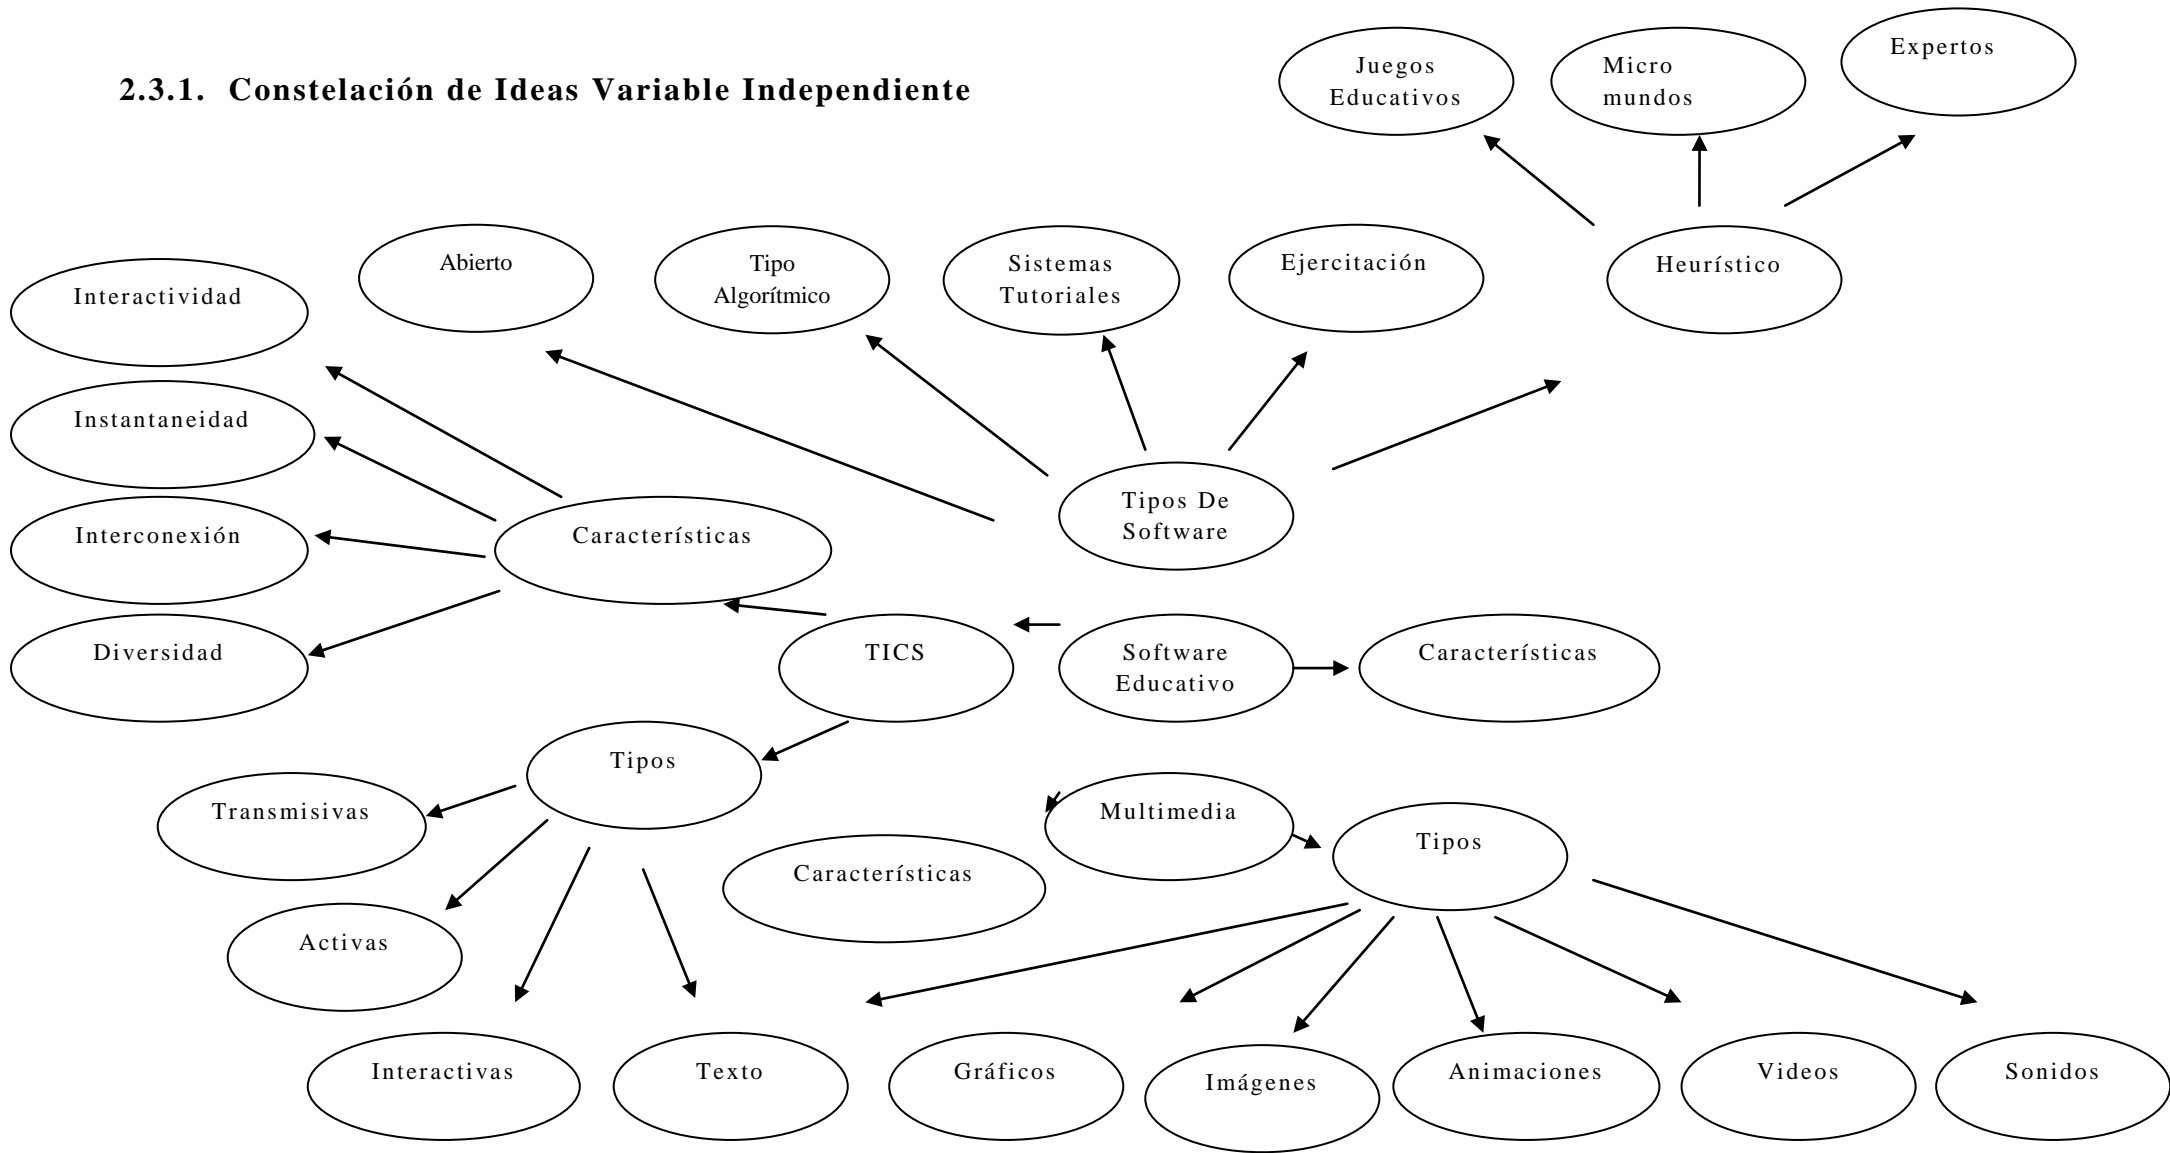 2.3.1. Constelación de Ideas Variable Independiente
Juegos
Educativos
Micro
mundos
Expertos
Interactividad
Abierto
Tipo
Algorítmico
Sistemas
Tutoriales
Ejercitación
Heurístico
Instantaneidad
Interconexión
Características
Tipos De
Software
Diversidad
TICS
Software
Educativo
Características
Tipos
Transmisivas
Multimedia
Tipos
Características
Activas
Interactivas
Texto
Gráficos
Imágenes
Animaciones
Videos
Sonidos